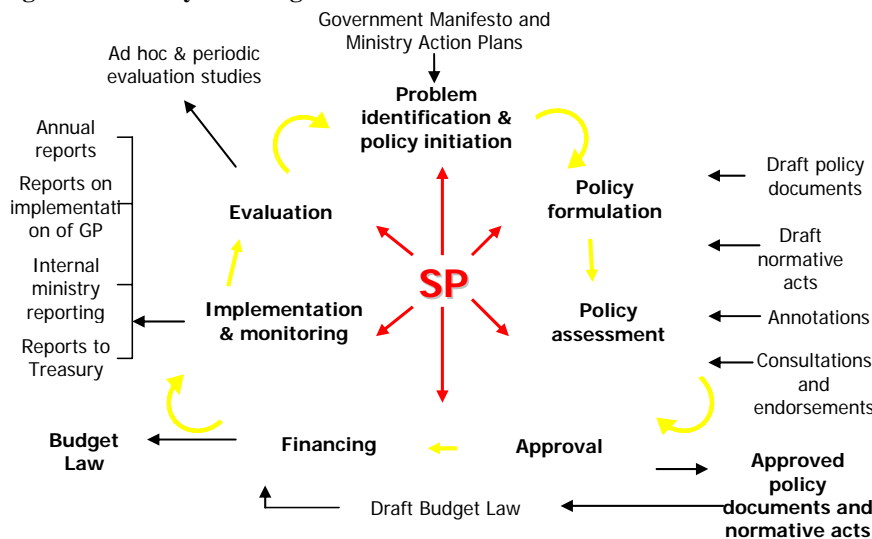 Government Manifesto and
Ministry Action Plans
Ad hoc & periodic
evaluation studies
Problem
identification &
policy initiation
Annual
reports
Reports on
implementati
on of GP
Internal
ministry
reporting
Reports to
Treasury
Evaluation
Policy
formulation
Draft policy
documents
Draft
normative
acts
SP
Implementation
& monitoring
Policy
assessment
Annotations
Consultations
and
endorsements
Budget
Law
Financing
Approval
Approved
policy
documents and
normative acts
Draft Budget Law